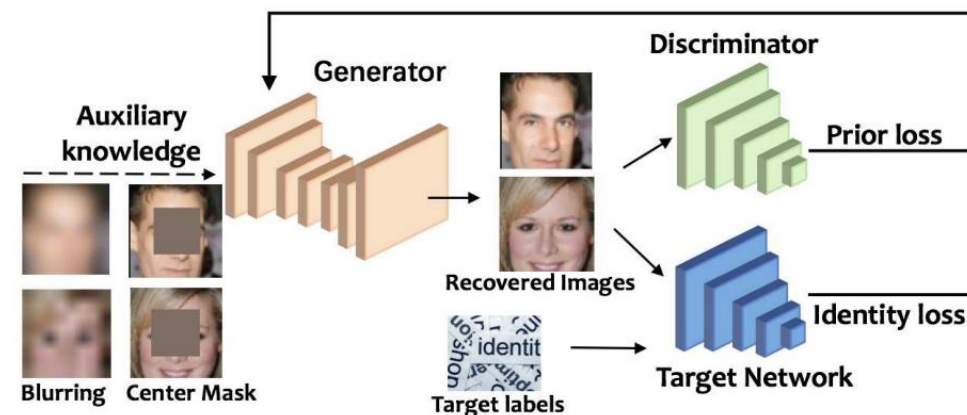 Generator
Discriminator
Auxiliary
knowledge
Prior loss
Recovered Images
identit
Identity loss
Blurring
Center Mask
Target labels
Target Network